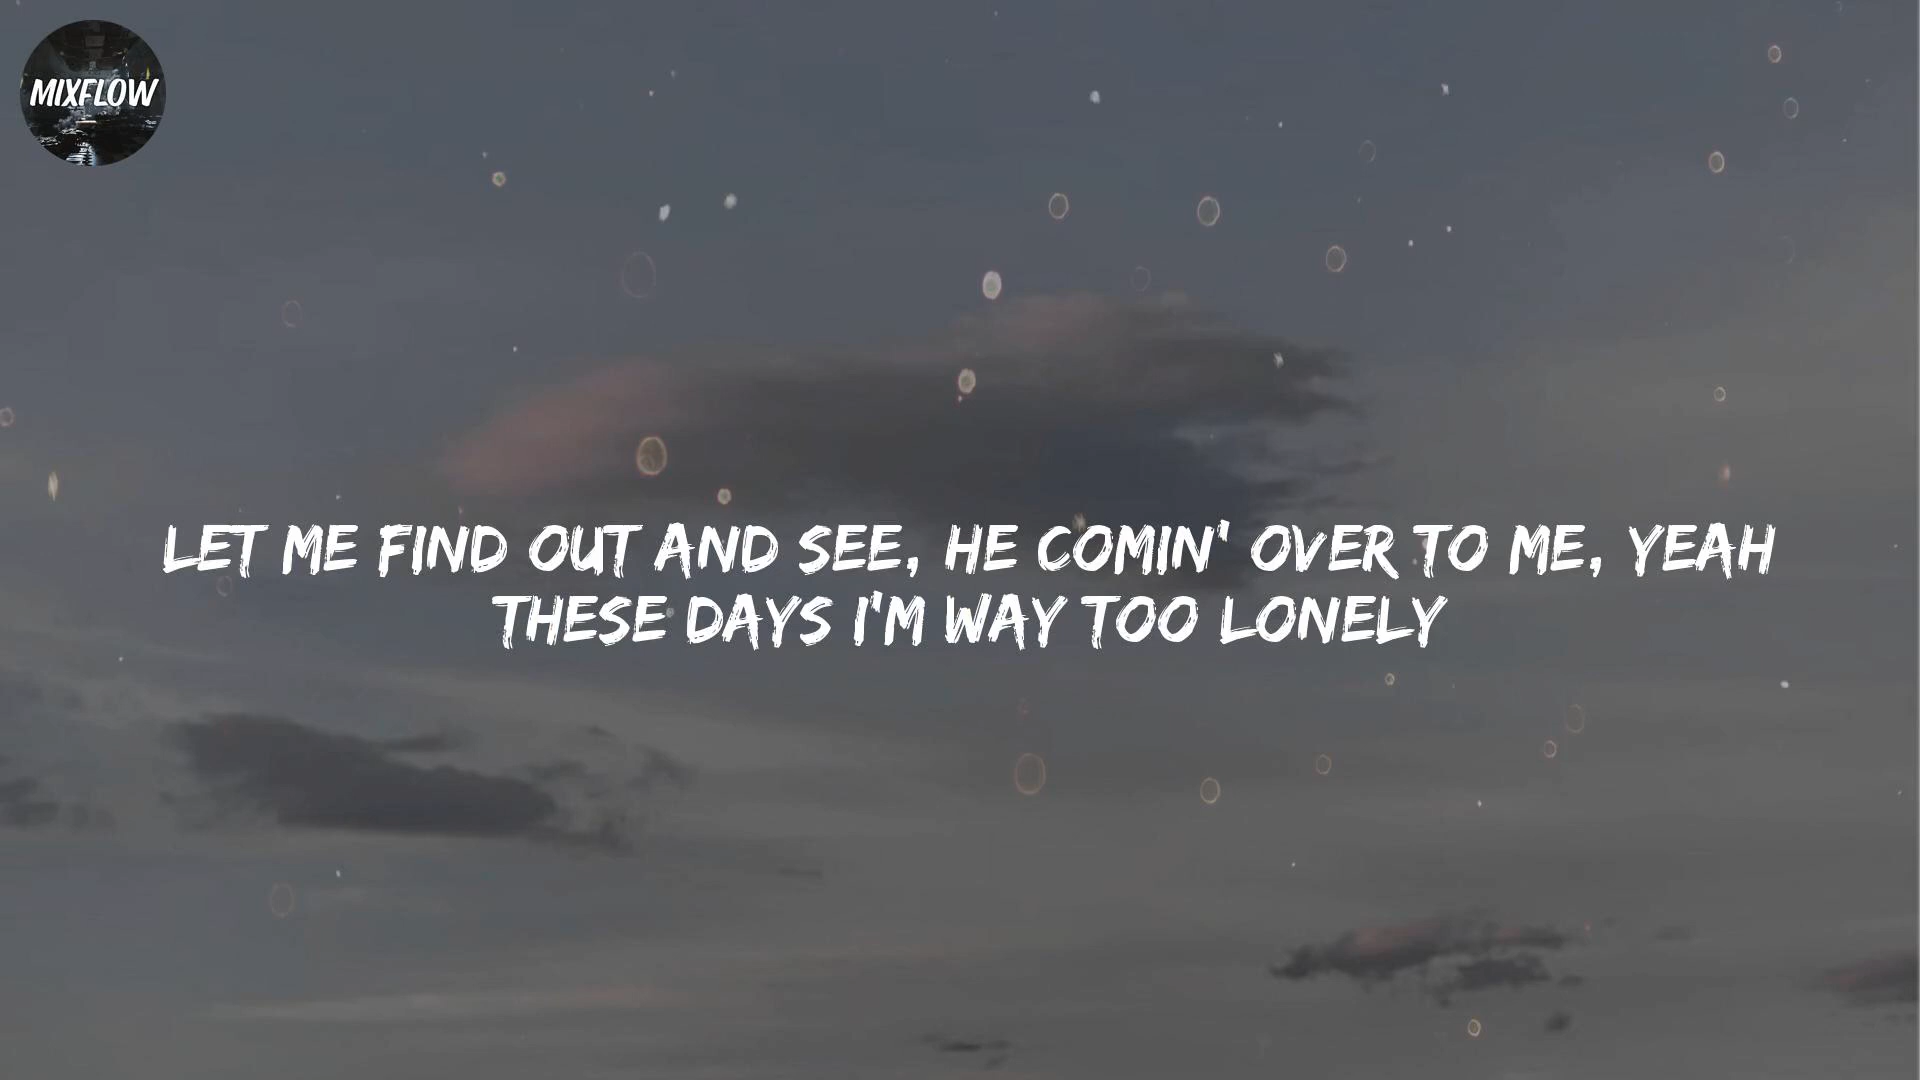 MIXFLOW
LET ME FIND OUT AND SEE, HE COMIN' OVER TO ME, YEAH
THESE DAYS I'M WAY TOO LONELY